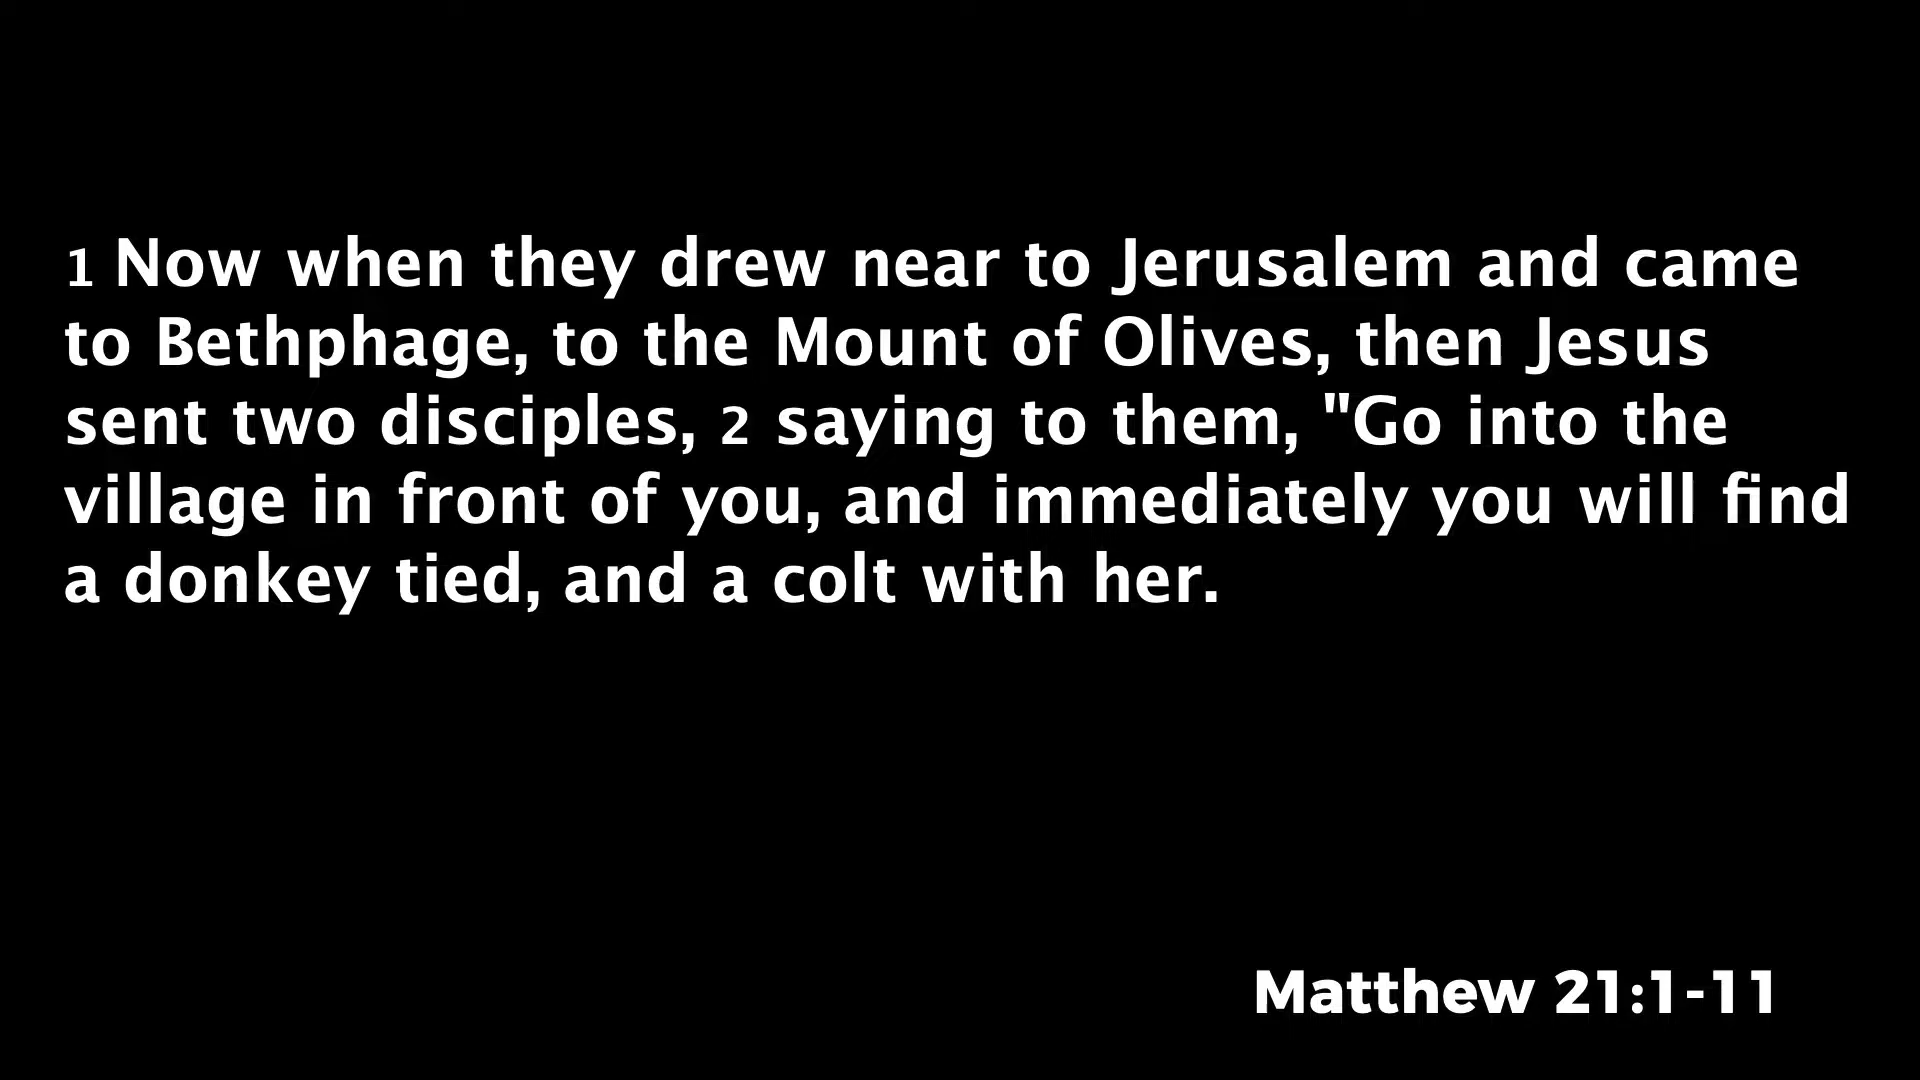 1 Now when they drew near to Jerusalem and came
to Bethphage, to the Mount of Olives, then Jesus
sent two disciples, 2 saying to them, "Go into the
village in front of you, and immediately you will find
a donkey tied, and a colt with her.
Matthew 21:1-11